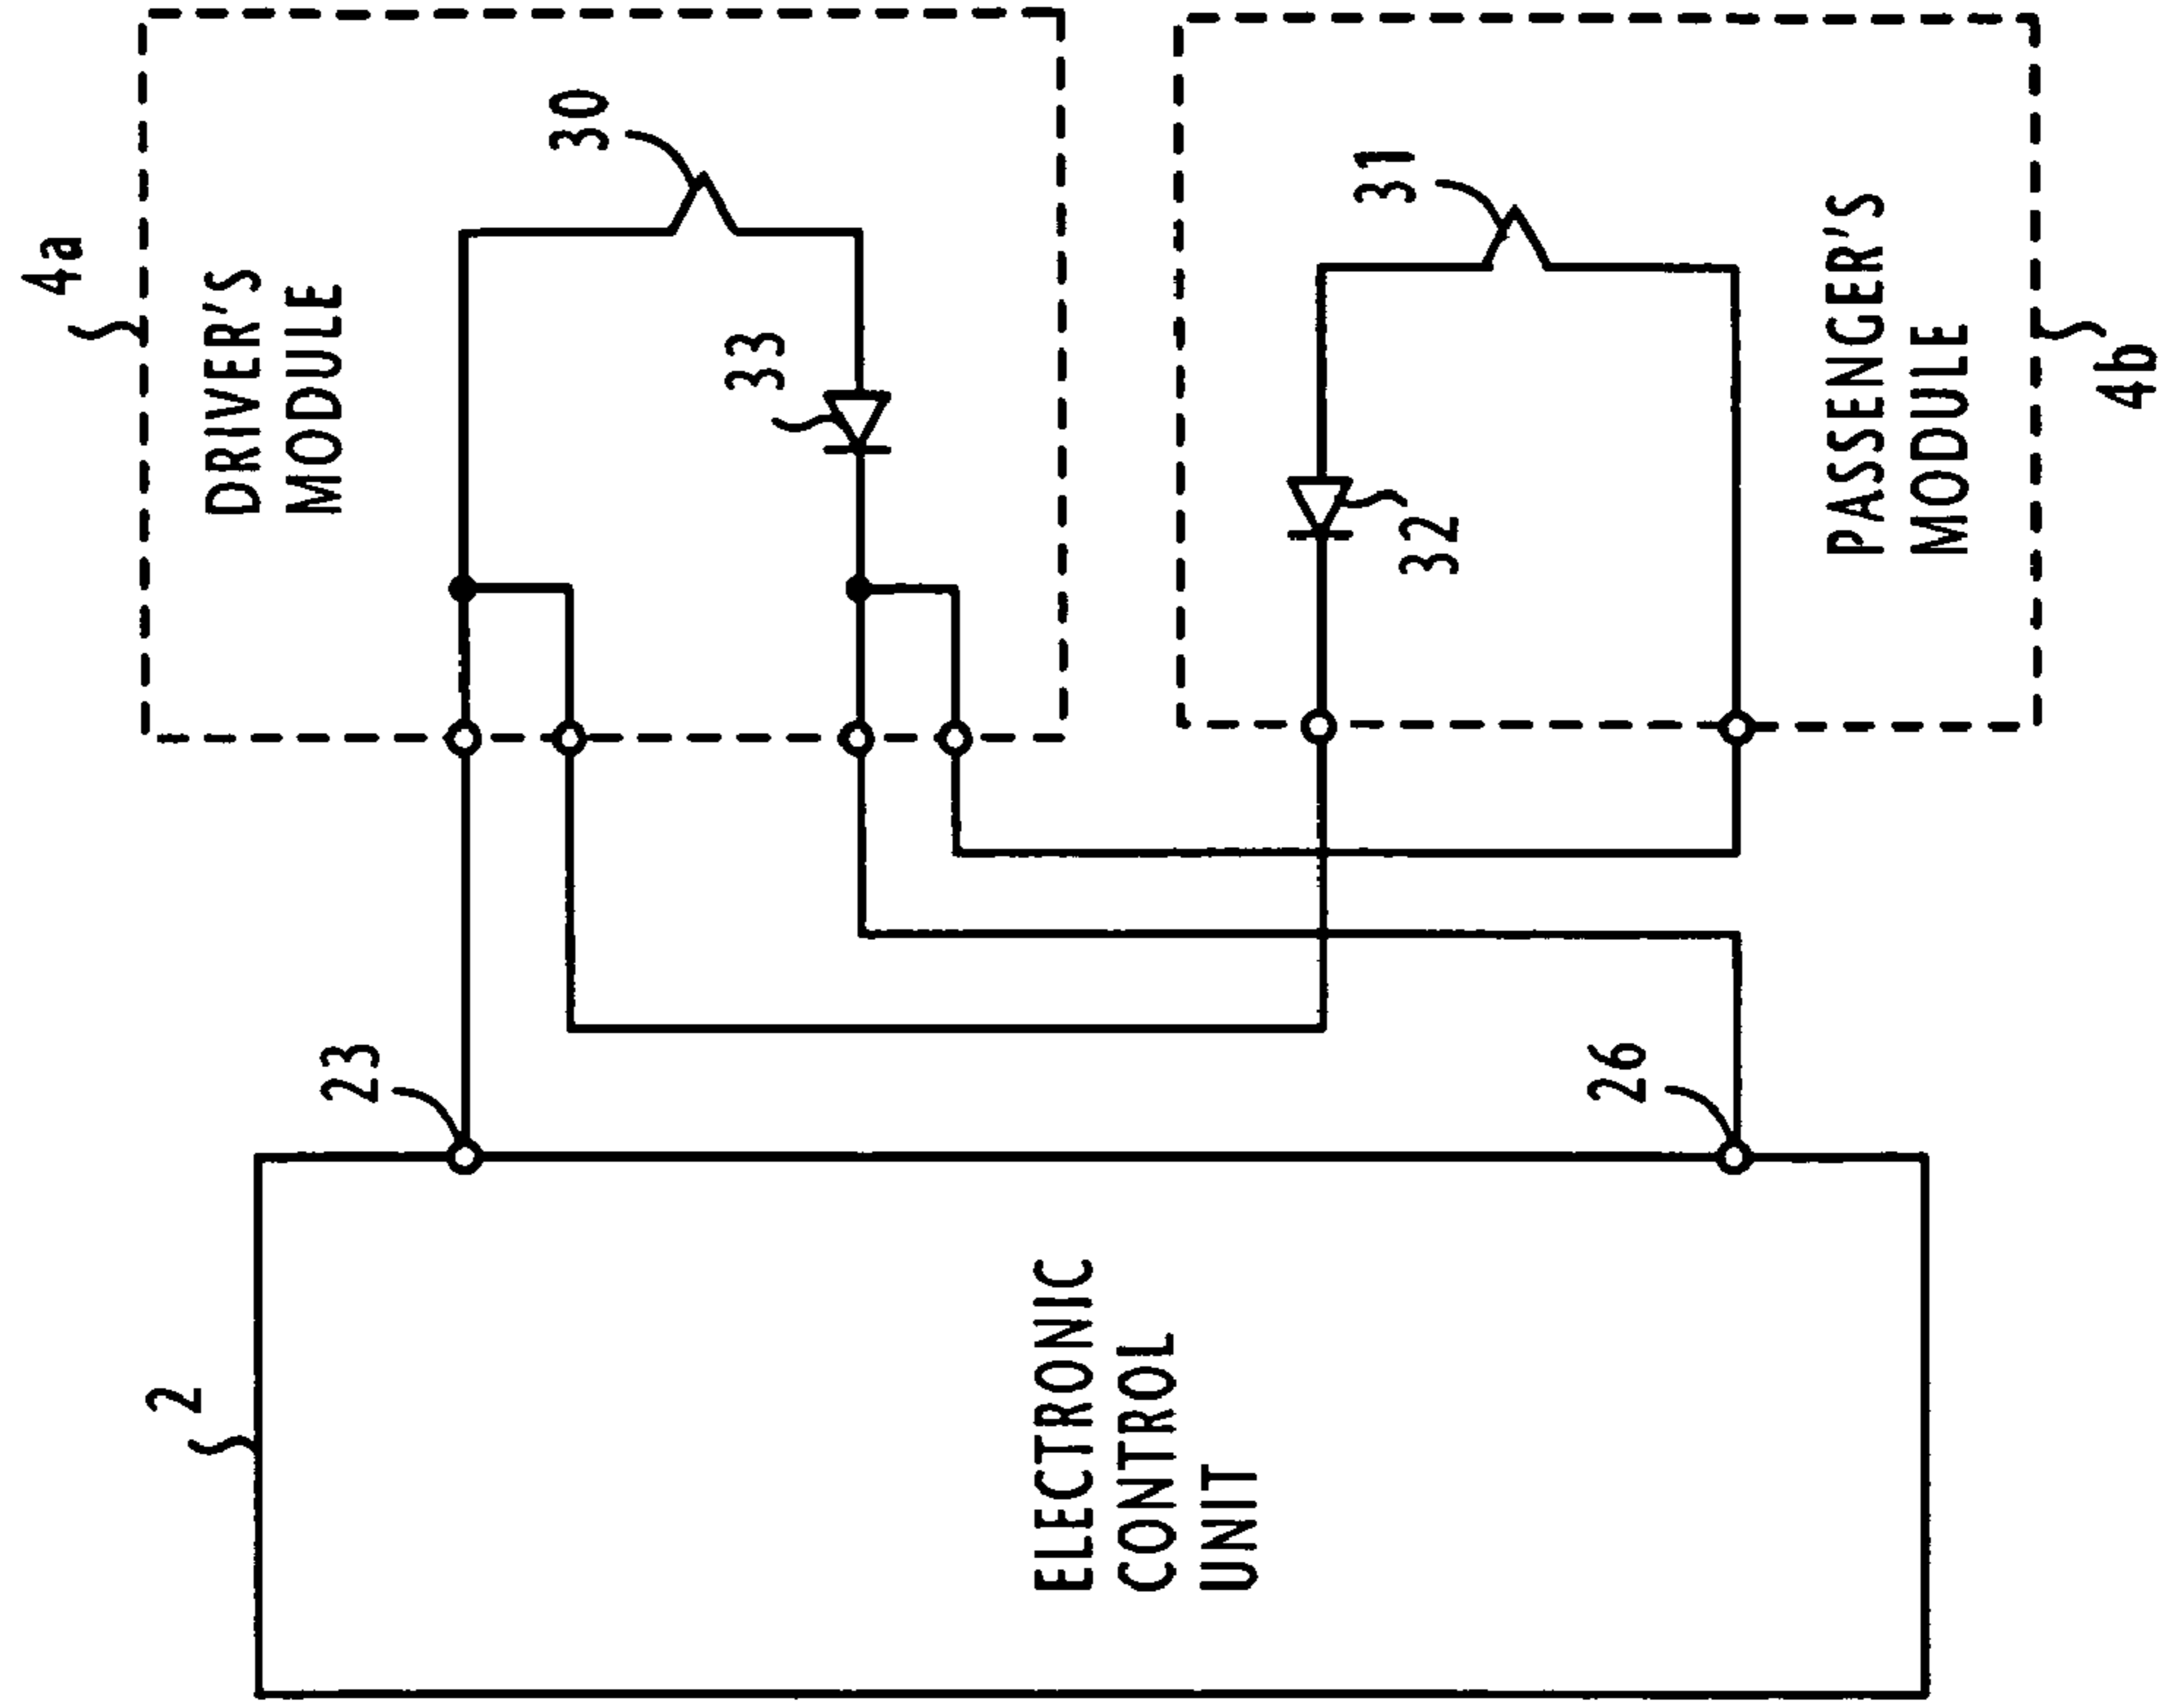 2
ELECTRONIC
CONTROL
UNIT
23
26
4a
DRIVER'S
MODULE
30
33
31
32
PASSENGER'S
MODULE
4b